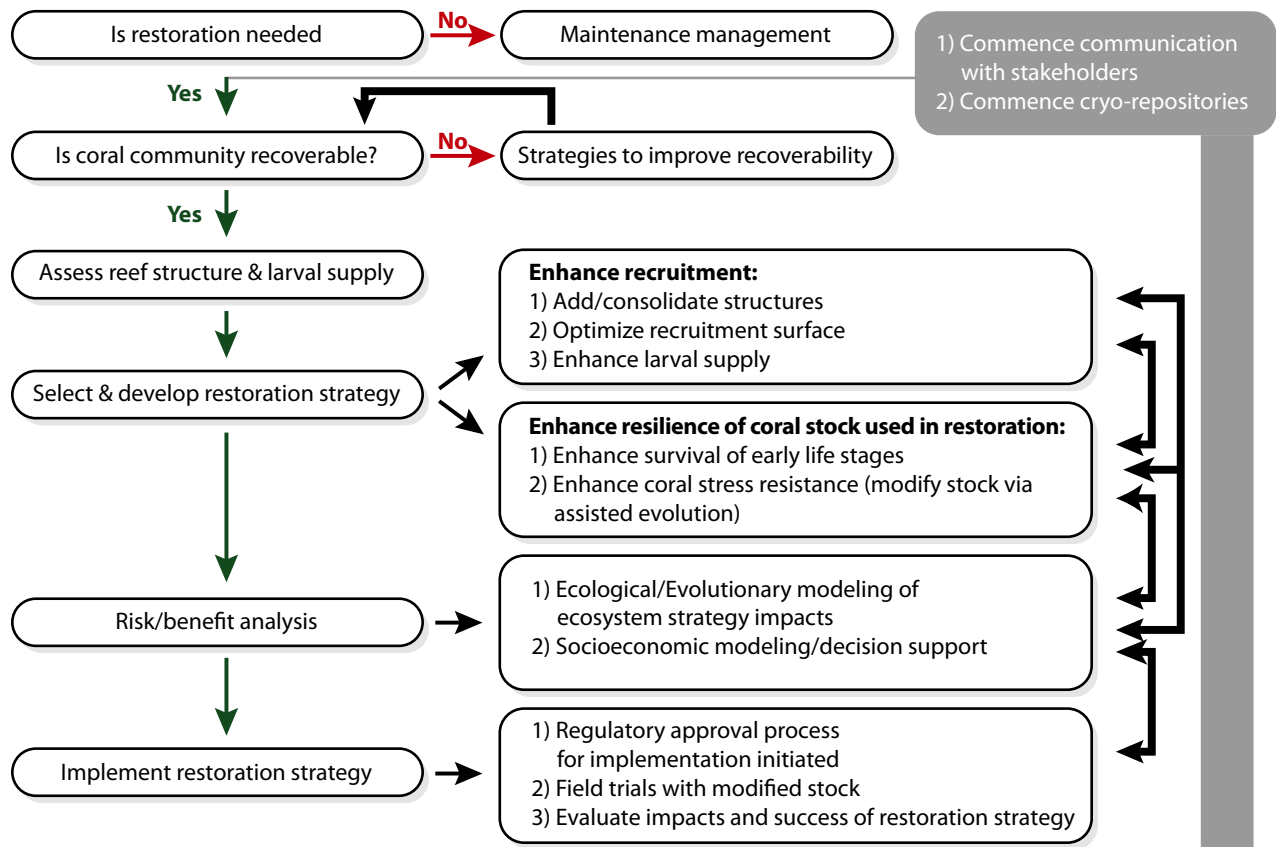 Is restoration needed
No
Maintenance management
1) Commence communication
with stakeholders
2) Commence cryo-repositories
Yes
Is coral community recoverable?
No
Strategies to improve recoverability
Yes
Assess reef structure & larval supply
Enhance recruitment:
1) Add/consolidate structures
2) Optimize recruitment surface
3) Enhance larval supply
Select & develop restoration strategy
Enhance resilience of coral stock used in restoration:
1) Enhance survival of early life stages
2) Enhance coral stress resistance (modify stock via
assisted evolution)
Risk/benefit analysis
1) Ecological/Evolutionary modeling of
ecosystem strategy impacts
2) Socioeconomic modeling/decision support
Implement restoration strategy
1) Regulatory approval process
for implementation initiated
2) Field trials with modified stock
3) Evaluate impacts and success of restoration strategy